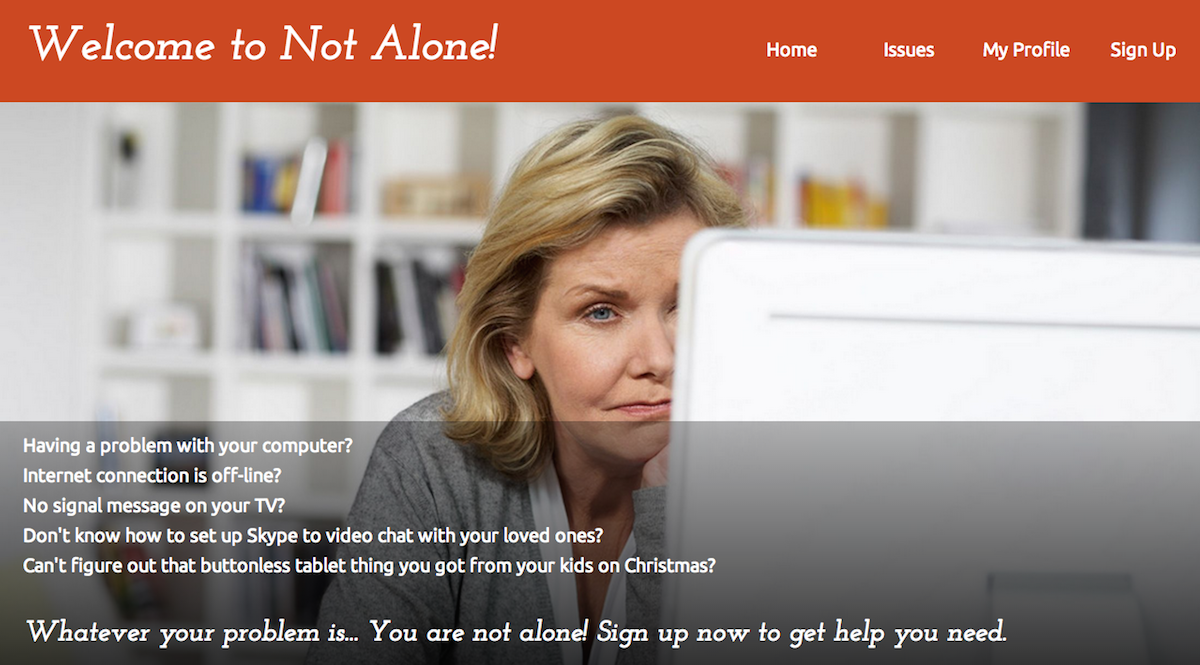 Welcome to Not Alone!
Home Issues My Profile Sign Up
Having a problem with your computer?
Internet connection is off-line?
No signal message on your TV?
Don't know how to set up Skype to video chat with your loved ones?
Can't figure out that buttonless tablet thing you got from your kids on Christmas?
Whatever your problem is... You are not alone! Sign up now to get help you need.